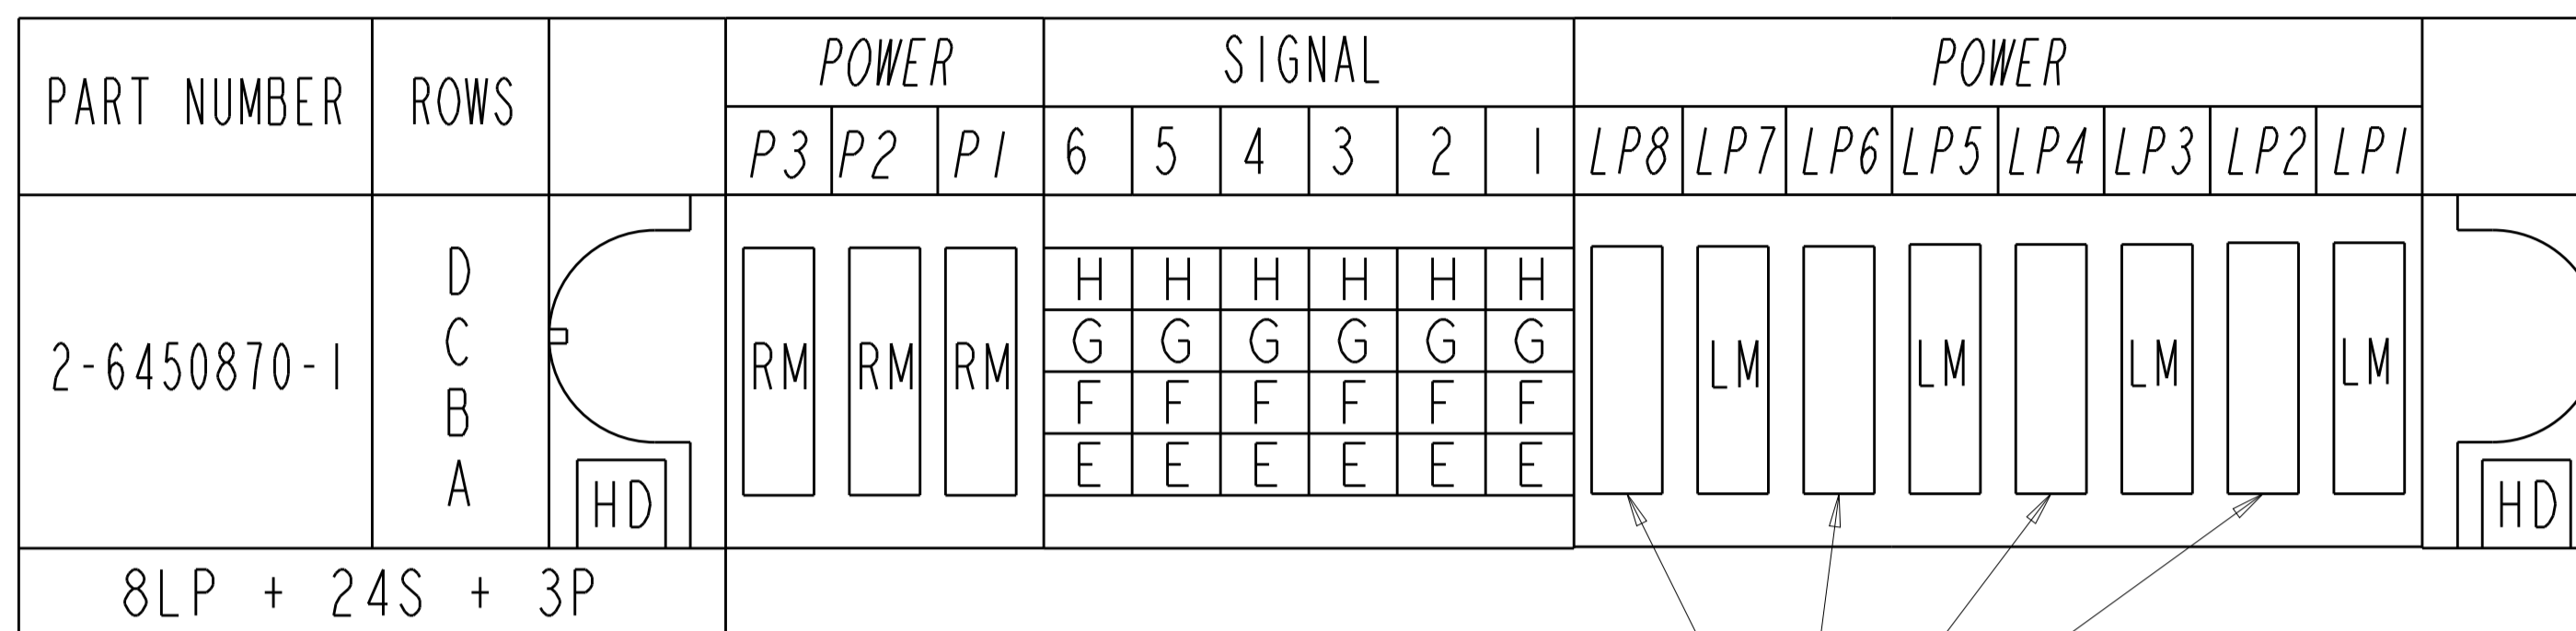 PART NUMBER ROWS POWER SIGNAL POWER
P3 P2 P1 6 5 4 3 2 1 LP8 LP7 LP6 LP5 LP4 LP3 LP2 LP1
2-6450870-1
D
C
B
A
HD
RM RM RM
H H H H H H
G G G G G G
F F F F F F
E E E E E E
LM LM LM LM
HD
8LP + 24S + 3P